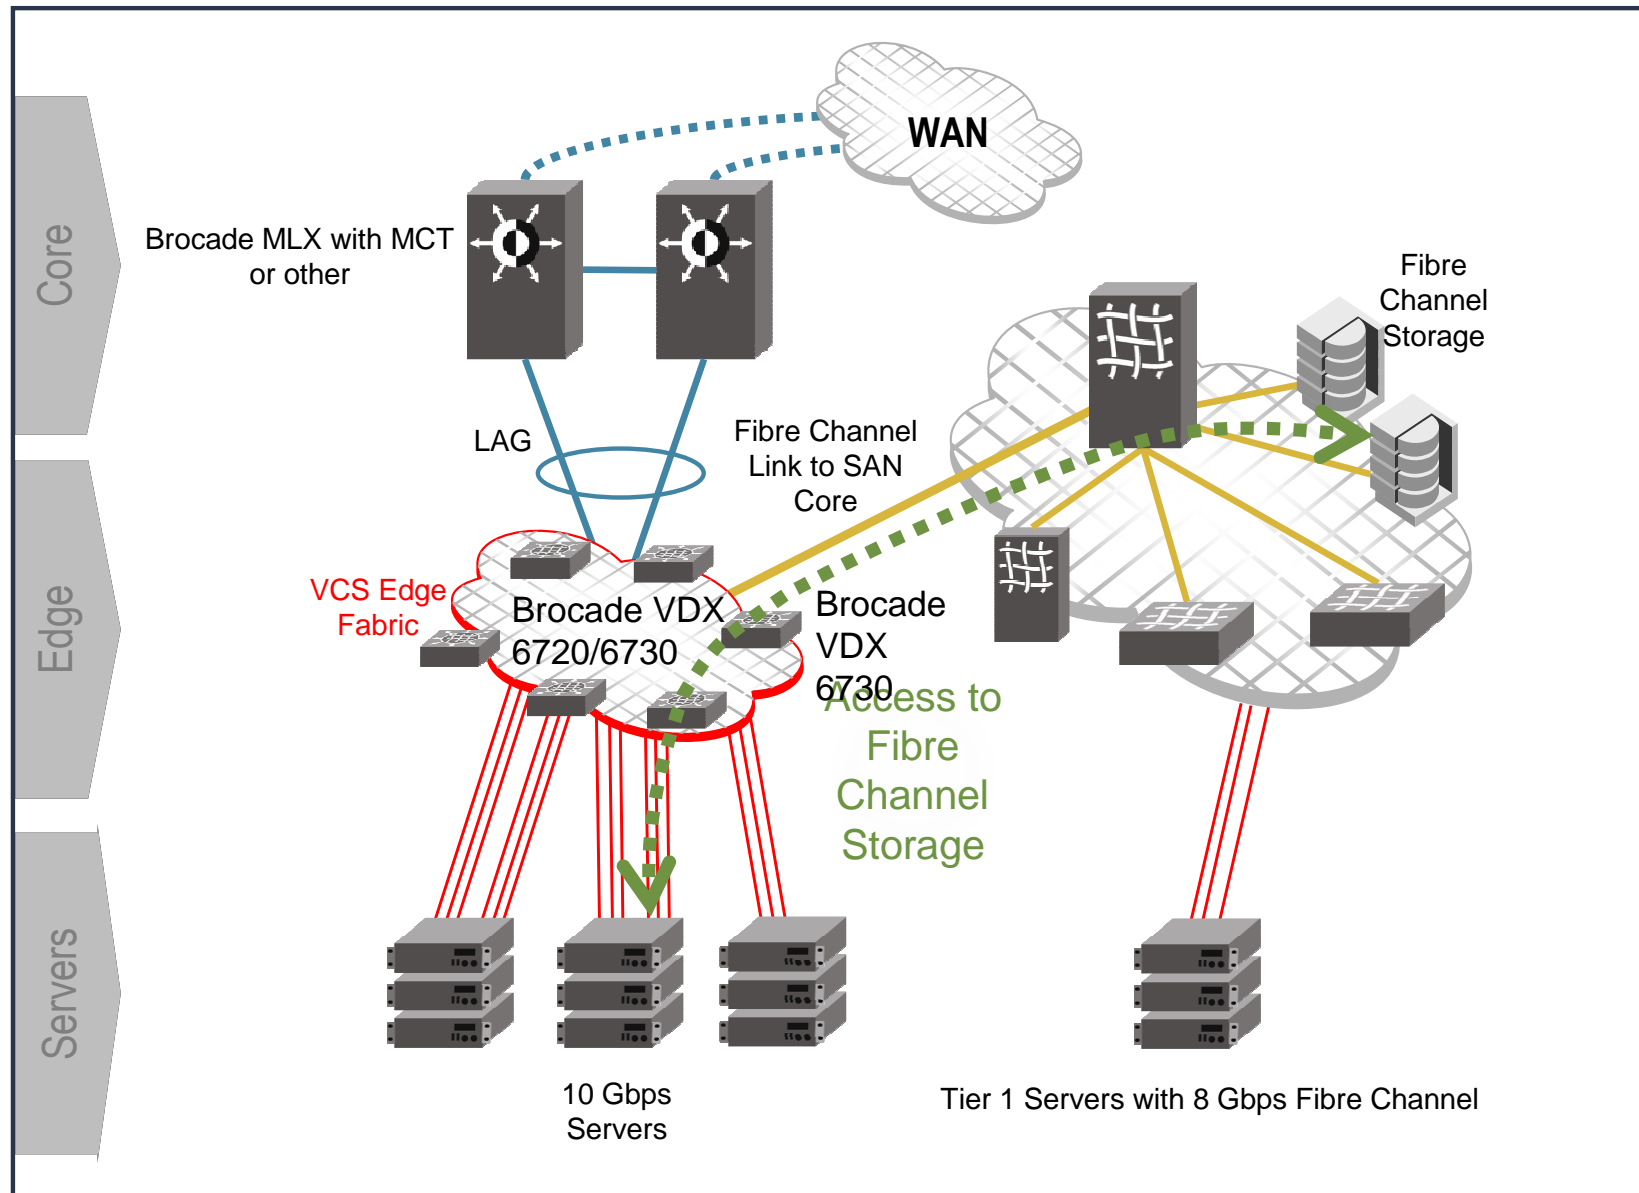 WAN
Core
Brocade MLX with MCT
or other
Fibre
Channel
Storage
LAG
Fibre Channel
Link to SAN
Core
Edge
VCS Edge
Fabric
Brocade VDX
6720/6730
Brocade
VDX
6730
Access to
Fibre
Channel
Storage
Servers
10 Gbps
Servers
Tier 1 Servers with 8 Gbps Fibre Channel